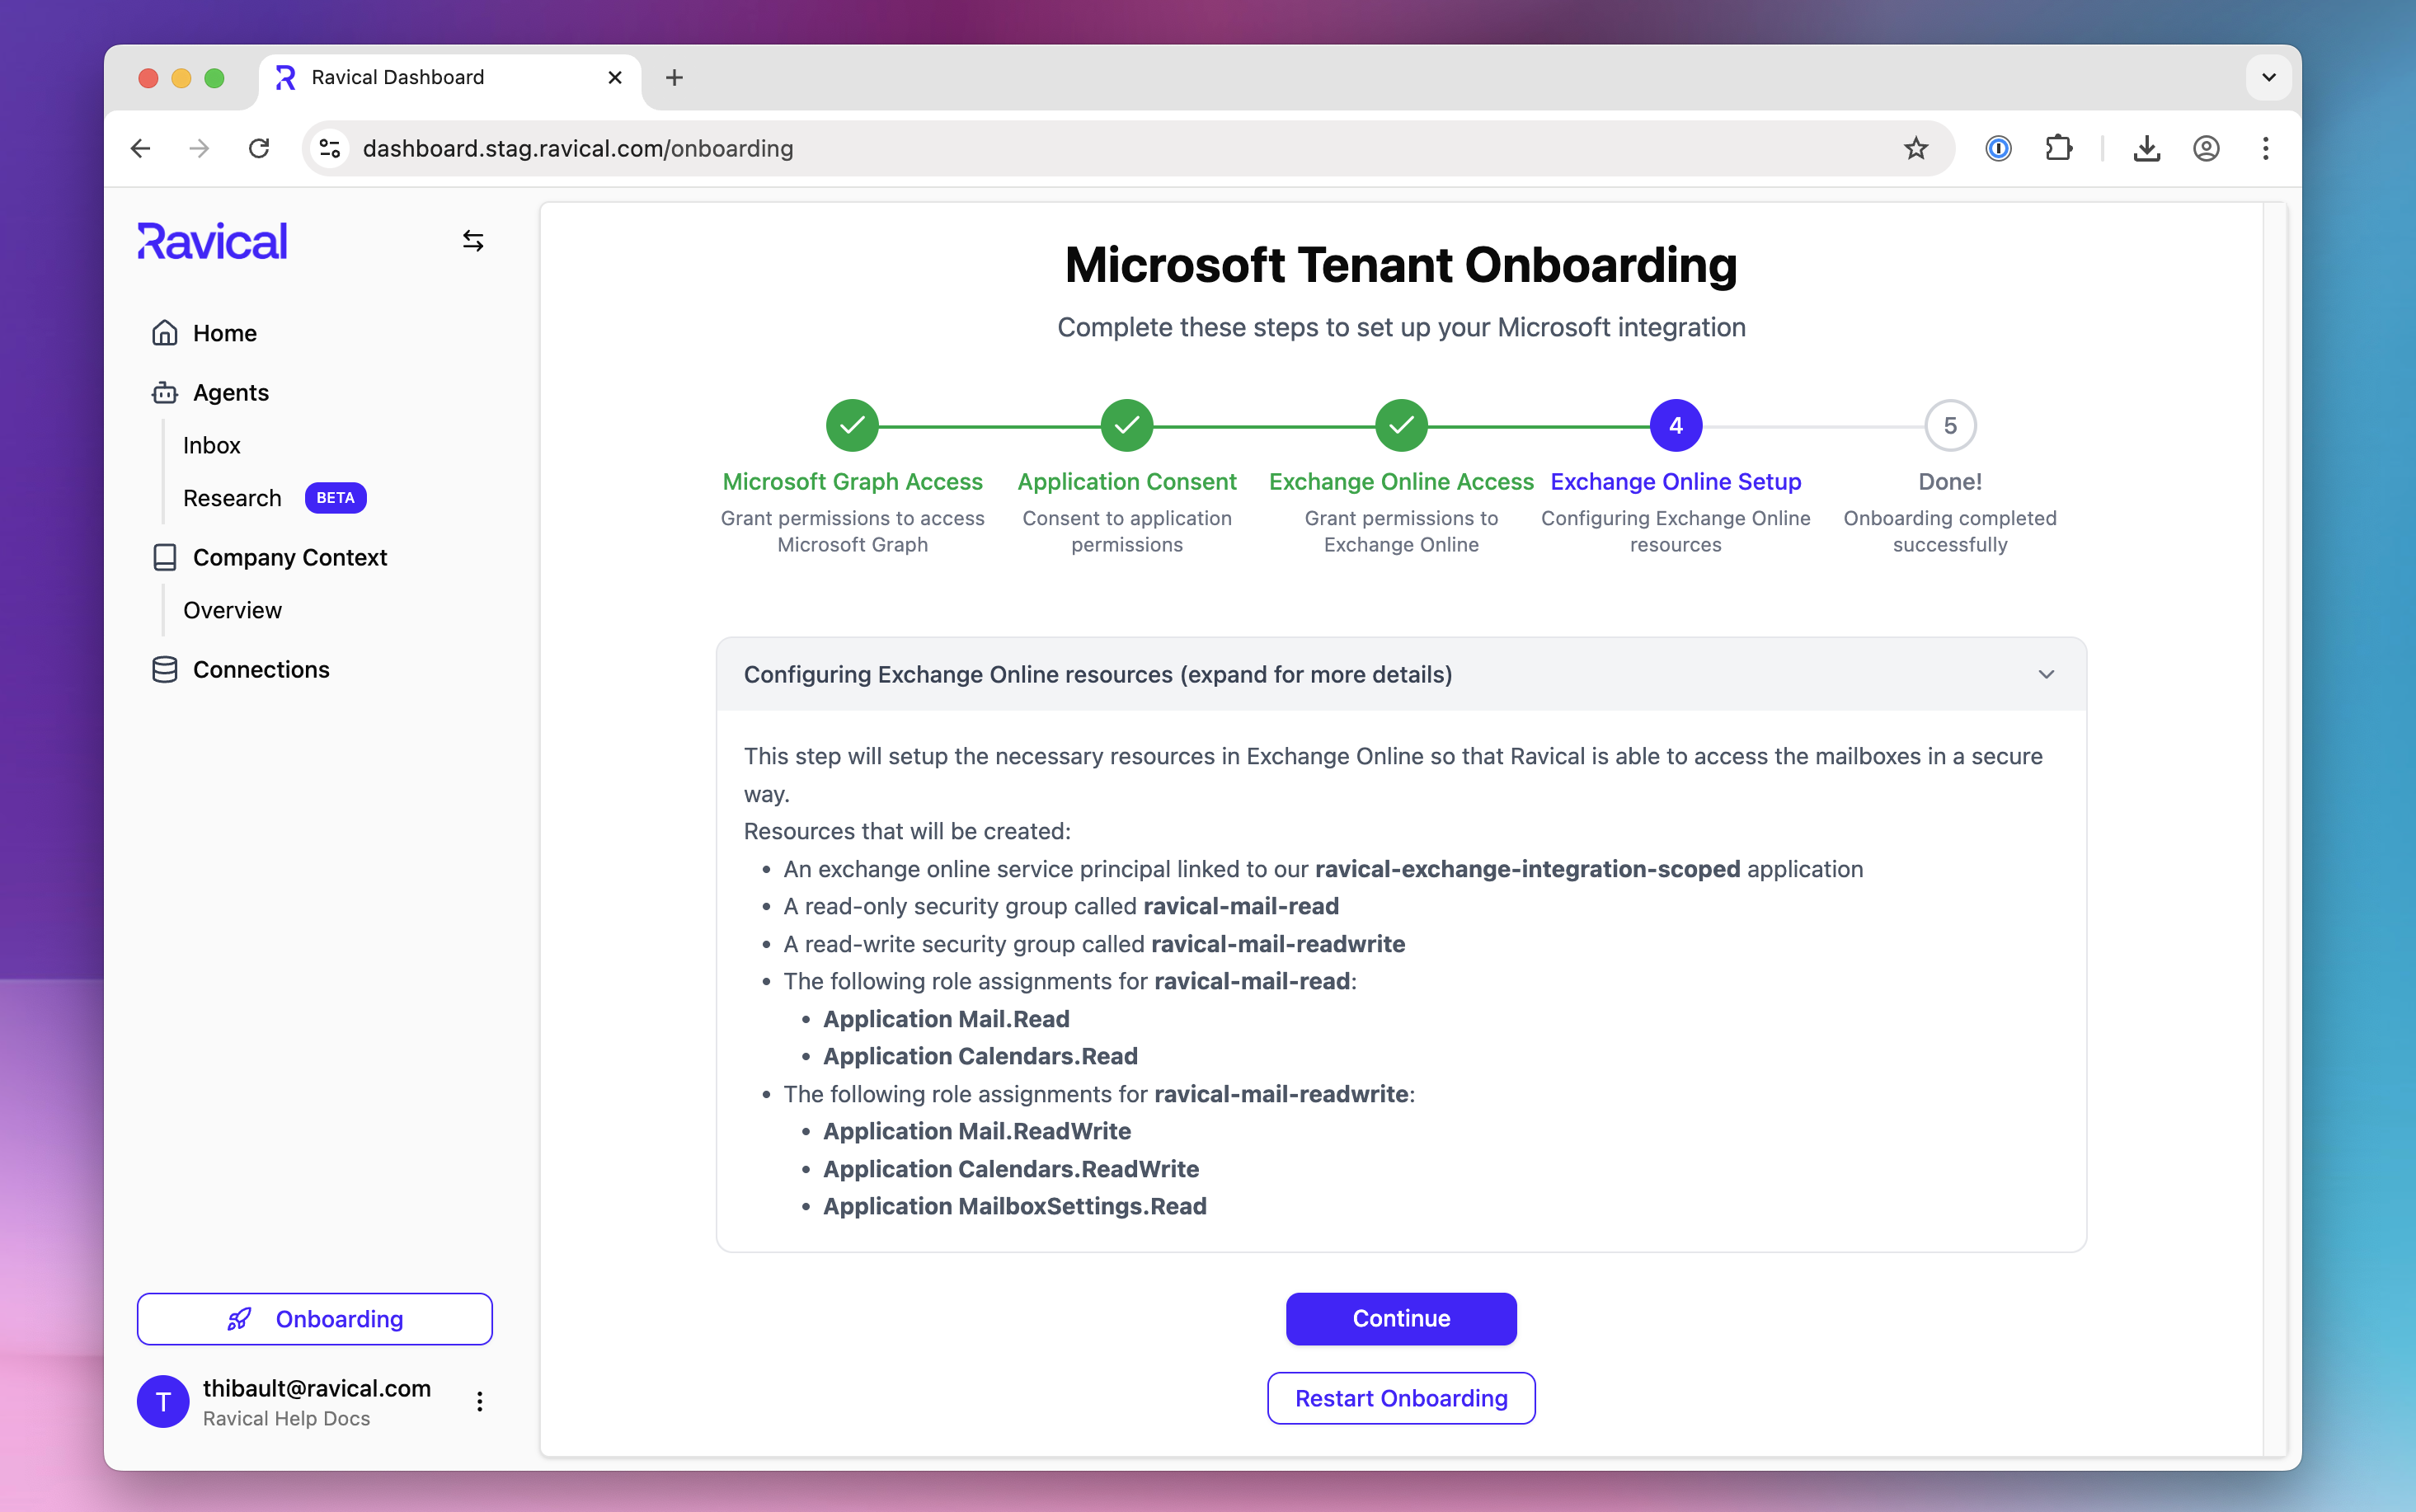 Ravical Dashboard
dashboard.stag.ravical.com/onboarding
Ravical
Home
Agents
Inbox
Research BETA
Company Context
Overview
Connections
Onboarding
T
thibault@ravical.com
Ravical Help Docs
Microsoft Tenant Onboarding
Complete these steps to set up your Microsoft integration
4
5
Microsoft Graph Access
Grant permissions to access
Microsoft Graph
Application Consent
Consent to application
permissions
Exchange Online Access
Grant permissions to
Exchange Online
Exchange Online Setup
Configuring Exchange Online
resources
Done!
Onboarding completed
successfully
Configuring Exchange Online resources (expand for more details)
This step will setup the necessary resources in Exchange Online so that Ravical is able to access the mailboxes in a secure
way.
Resources that will be created:
• An exchange online service principal linked to our ravical-exchange-integration-scoped application
• A read-only security group called ravical-mail-read
• A read-write security group called ravical-mail-readwrite
• The following role assignments for ravical-mail-read:
• Application Mail.Read
• Application Calendars.Read
• The following role assignments for ravical-mail-readwrite:
• Application Mail.ReadWrite
• Application Calendars.ReadWrite
• Application MailboxSettings.Read
Continue
Restart Onboarding